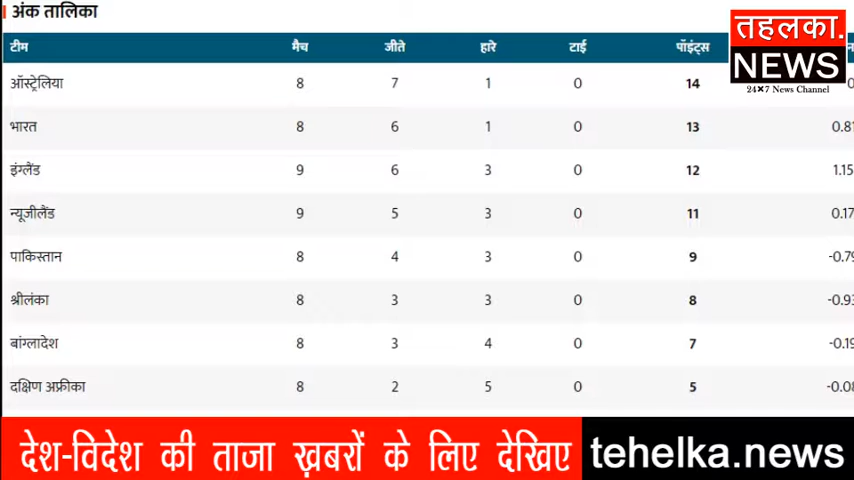 अंक तालिका
टीम मैच जीते हारे टाई पॉइंट्स
ऑस्ट्रेलिया 8 7 1 0 14 0
भारत 8 6 1 0 13 0.81
इंग्लैंड 9 6 3 0 12 1.15
न्यूजीलैंड 9 5 3 0 11 0.17
पाकिस्तान 8 4 3 0 9 -0.79
श्रीलंका 8 3 3 0 8 -0.93
बांग्लादेश 8 3 4 0 7 -0.19
दक्षिण अफ्रीका 8 2 5 0 5 -0.08
तहलका.
NEWS
24×7 News Channel
देश-विदेश की ताजा ख़बरों के लिए देखिए tehelka.news